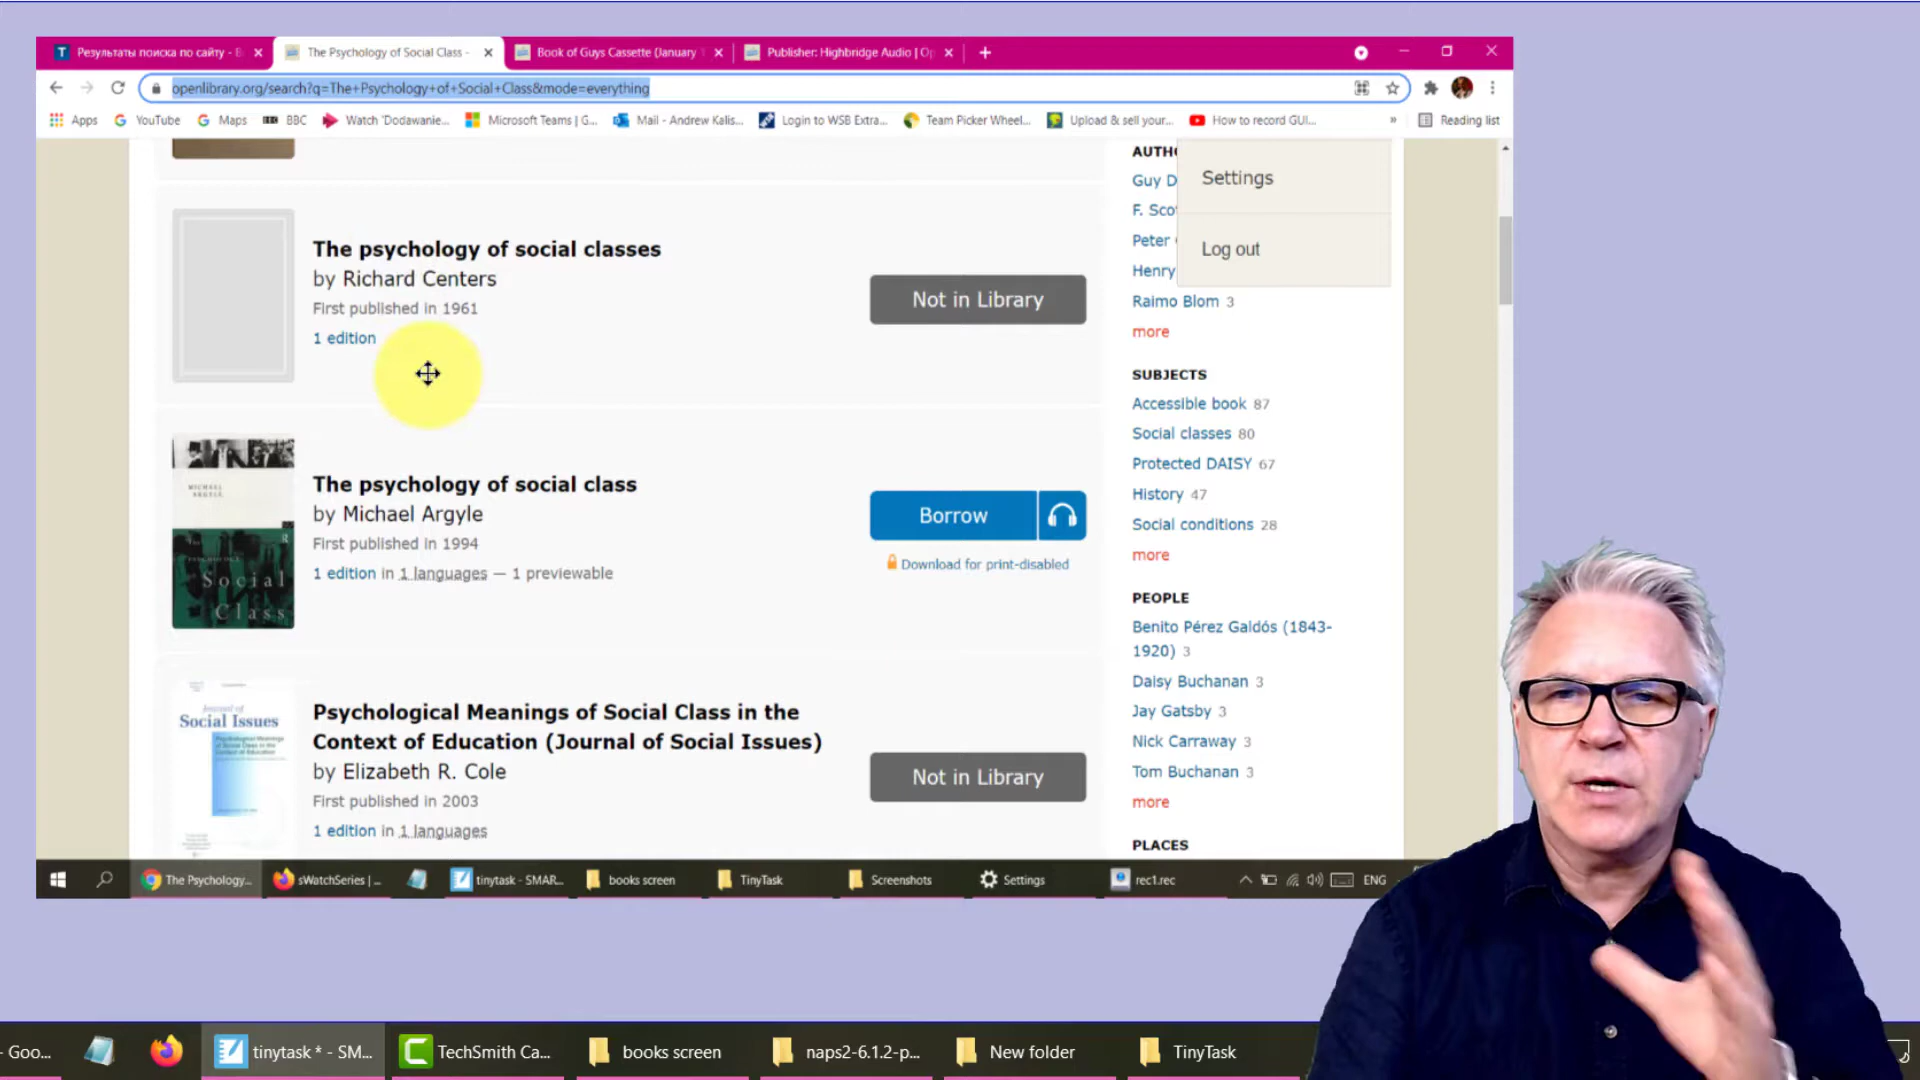 Результаты поиска по сайту - В
The Psychology of Social Class -
Book of Guys Cassette (January 1
Publisher: Highbridge Audio | Op
openlibrary.org/search?q=The+Psychology+of+Social+Class&mode=everything
Apps
YouTube
Maps
BBC
Watch 'Dodawanie...
Microsoft Teams | G...
Mail - Andrew Kalis...
Login to WSB Extra...
Team Picker Wheel...
Upload & sell your...
How to record GUI...
»
Reading list
The psychology of social classes
by Richard Centers
First published in 1961
1 edition
Not in Library
MICHAEL
ARGYLE
Social
Class
The psychology of social class
by Michael Argyle
First published in 1994
1 edition in 1 languages — 1 previewable
Borrow
Download for print-disabled
Journal of
Social Issues
Psychological Meanings of Social Class in the
Context of Education (Journal of Social Issues)
by Elizabeth R. Cole
First published in 2003
1 edition in 1 languages
Not in Library
Settings
Log out
AUTH
Guy D
F. Sco
Peter
Henry
Raimo Blom 3
more
SUBJECTS
Accessible book 87
Social classes 80
Protected DAISY 67
History 47
Social conditions 28
more
PEOPLE
Benito Pérez Galdós (1843-
1920) 3
Daisy Buchanan 3
Jay Gatsby 3
Nick Carraway 3
Tom Buchanan 3
more
PLACES
The Psychology...
sWatchSeries | ...
tinytask - SMAR...
books screen
TinyTask
Screenshots
Settings
rec1.rec
ENG
- Goo...
tinytask * - SM...
TechSmith Ca...
books screen
naps2-6.1.2-p...
New folder
TinyTask